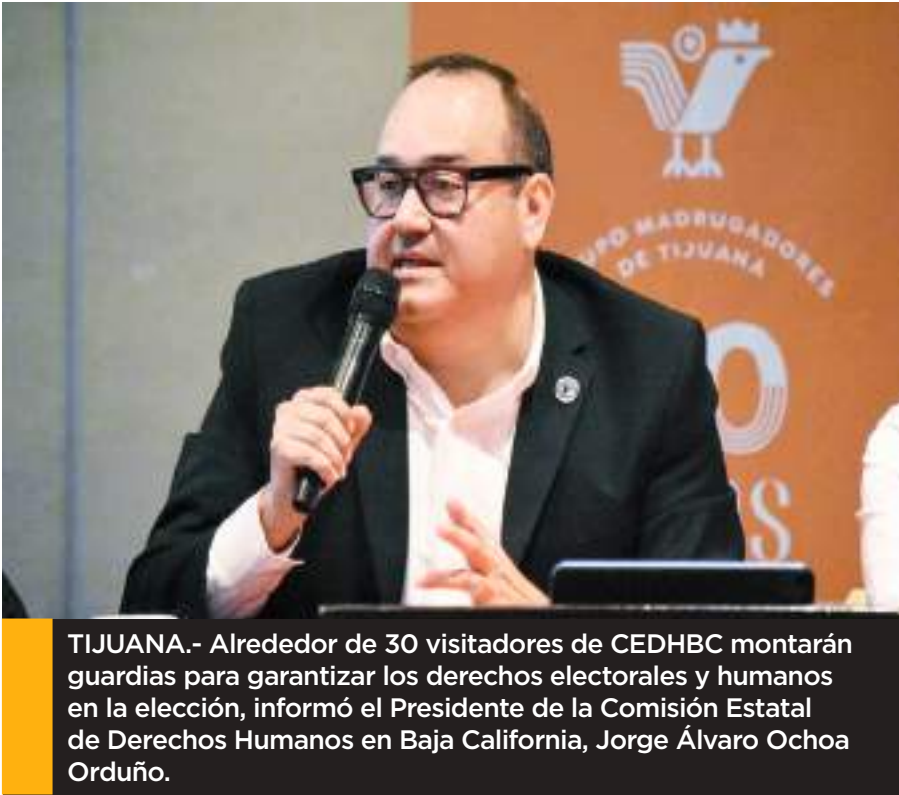 MADRUGADORES
DE TIJUANA
TIJUANA.- Alrededor de 30 visitadores de CEDHBC montarán
guardias para garantizar los derechos electorales y humanos
en la elección, informó el Presidente de la Comisión Estatal
de Derechos Humanos en Baja California, Jorge Álvaro Ochoa
Orduño.